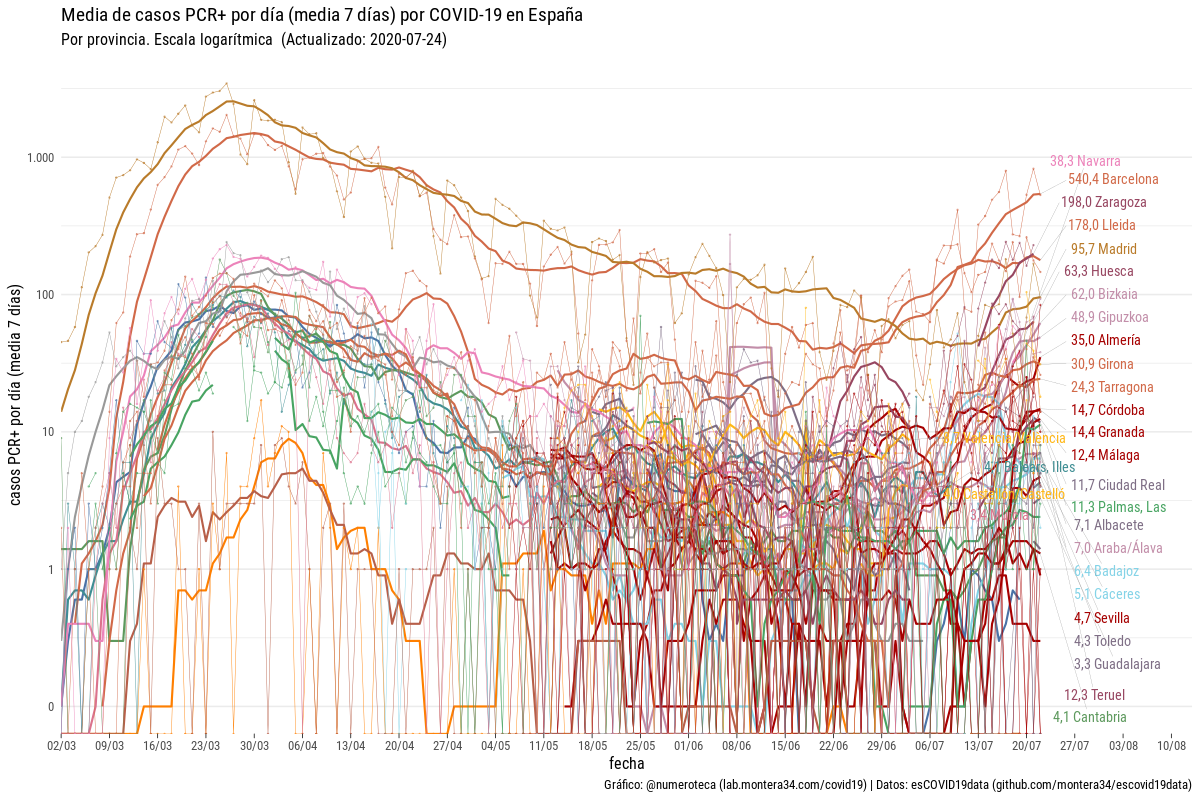 Media de casos PCR+ por día (media 7 días) por COVID-19 en España
Por provincia. Escala logarítmica (Actualizado: 2020-07-24)
casos PCR+ por día (media 7 días)
1.000
100
10
1
0
38,3 Navarra
540,4 Barcelona
198,0 Zaragoza
178,0 Lleida
95,7 Madrid
63,3 Huesca
62,0 Bizkaia
48,9 Gipuzkoa
35,0 Almería
30,9 Girona
24,3 Tarragona
14,7 Córdoba
14,4 Granada
12,4 Málaga
Balears, Illes
11,7 Ciudad Real
11,3 Palmas, Las
7,1 Albacete
7,0 Araba/Álava
6,4 Badajoz
5,1 Cáceres
4,7 Sevilla
4,3 Toledo
3,3 Guadalajara
12,3 Teruel
4,1 Cantabria
02/03 09/03 16/03 23/03 30/03 06/04 13/04 20/04 27/04 04/05 11/05 18/05 25/05 01/06 08/06 15/06 22/06 29/06 06/07 13/07 20/07 27/07 03/08 10/08
fecha
Gráfico: @numeroteca (lab.montera34.com/covid19) | Datos: esCOVID19data (github.com/montera34/escovid19data)